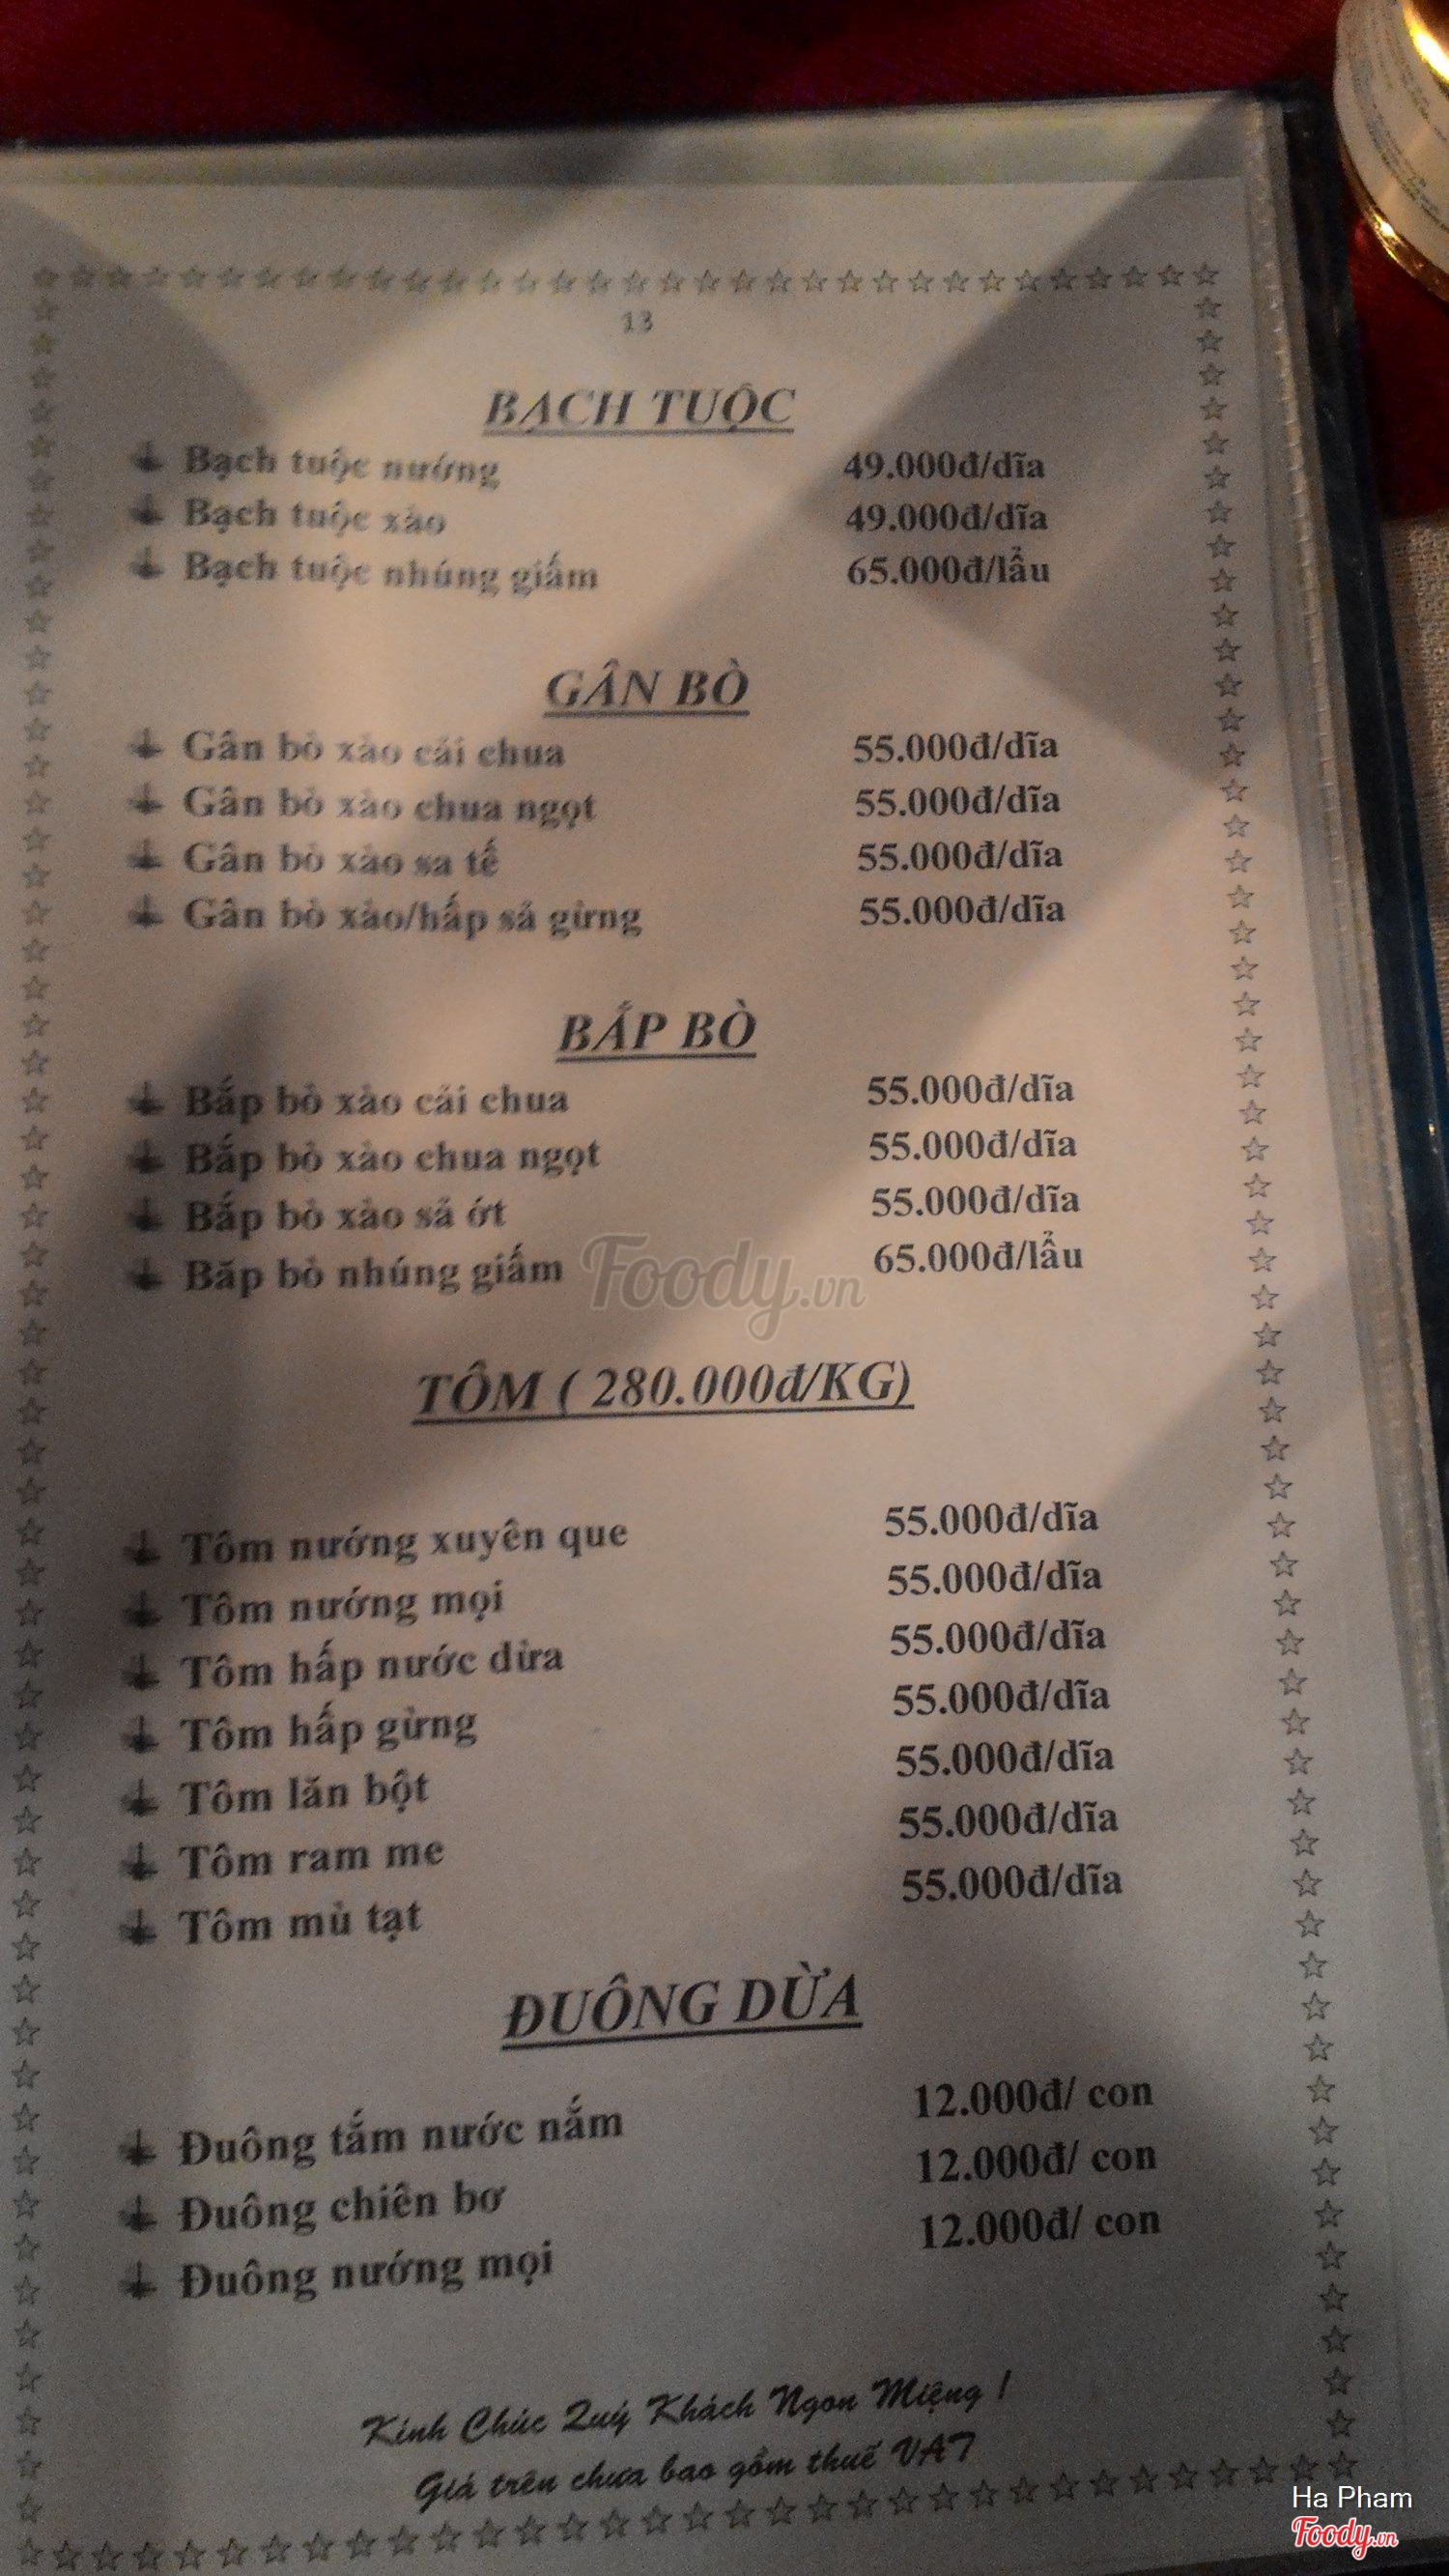 13
BẠCH TUỘC
Bạch tuộc nướng 49.000đ/dĩa
Bạch tuộc xào 49.000đ/dĩa
Bạch tuộc nhúng giấm 65.000đ/lẩu
GÂN BÒ
Gân bò xào cải chua 55.000đ/dĩa
Gân bò xào chua ngọt 55.000đ/dĩa
Gân bò xào sa tế 55.000đ/dĩa
Gân bò xào/hấp sả gừng 55.000đ/dĩa
BẮP BÒ
Bắp bò xào cải chua 55.000đ/dĩa
Bắp bò xào chua ngọt 55.000đ/dĩa
Bắp bò xào sả ớt 55.000đ/dĩa
Băp bò nhúng giấm 65.000đ/lẩu
Foody.vn
TÔM ( 280.000đ/KG)
Tôm nướng xuyên que 55.000đ/dĩa
Tôm nướng mọi 55.000đ/dĩa
Tôm hấp nước dừa 55.000đ/dĩa
Tôm hấp gừng 55.000đ/dĩa
Tôm lăn bột 55.000đ/dĩa
Tôm ram me 55.000đ/dĩa
Tôm mù tạt 55.000đ/dĩa
ĐUÔNG DỪA
Đuông tắm nước nắm 12.000đ/ con
Đuông chiên bơ 12.000đ/ con
Đuông nướng mọi 12.000đ/ con
Kính Chúc Quý Khách Ngon Miệng !
Giá trên chưa bao gồm thuế VAT
Ha Pham
Foody.vn